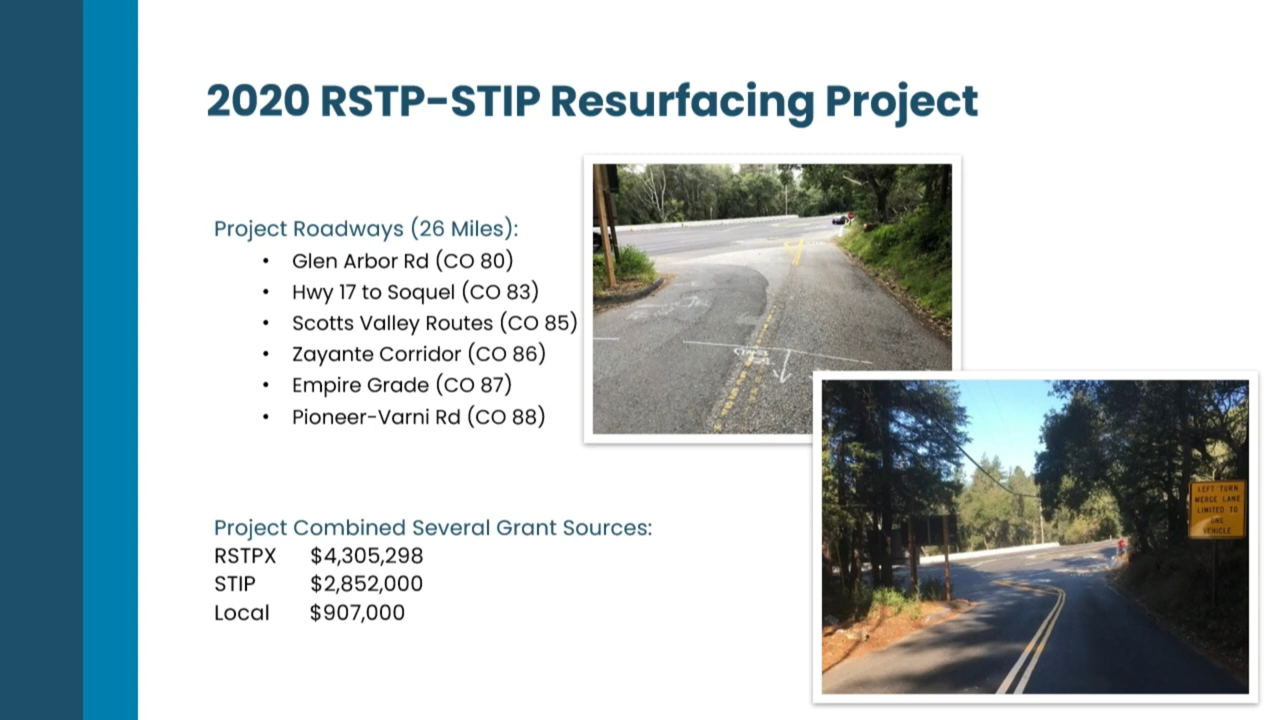 2020 RSTP-STIP Resurfacing Project
Project Roadways (26 Miles):
• Glen Arbor Rd (CO 80)
• Hwy 17 to Soquel (CO 83)
• Scotts Valley Routes (CO 85)
• Zayante Corridor (CO 86)
• Empire Grade (CO 87)
• Pioneer-Varni Rd (CO 88)
Project Combined Several Grant Sources:
RSTPX $4,305,298
STIP $2,852,000
Local $907,000
LEFT TURN
MERGE LANE
LIMITED TO
ONE
VEHICLE